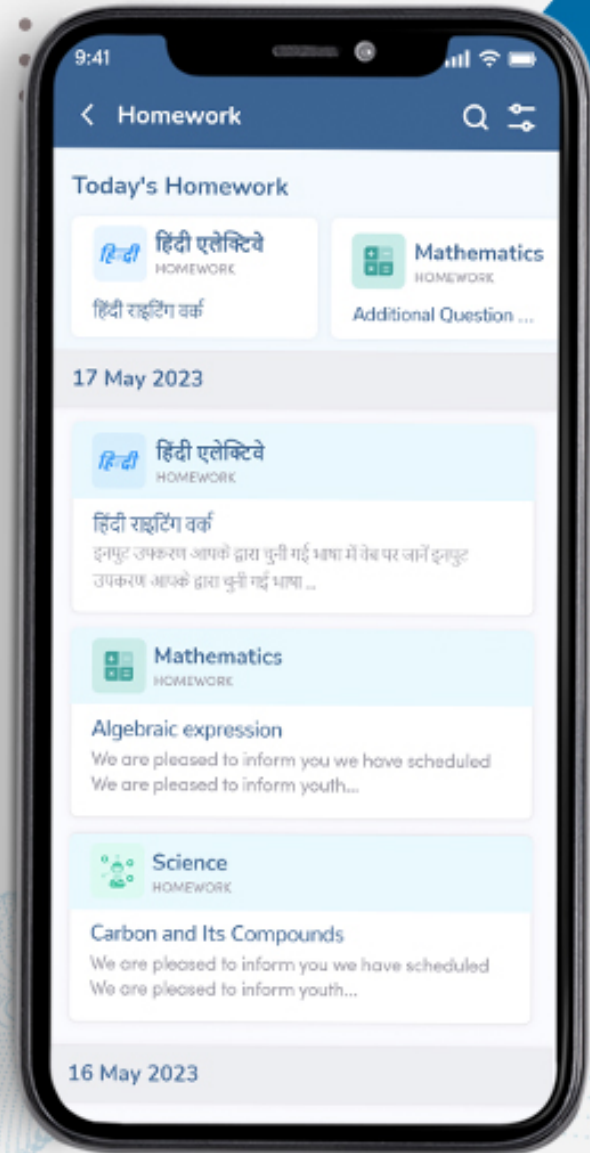 9:41
Homework
Today's Homework
हिन्दी
हिंदी एलेक्टिवे
HOMEWORK
हिंदी राइटिंग वर्क
Mathematics
HOMEWORK
Additional Question ...
17 May 2023
हिन्दी
हिंदी एलेक्टिवे
HOMEWORK
हिंदी राइटिंग वर्क
इनपुट उपकरण आपके द्वारा चुनी गई भाषा में वेब पर जानें इनपुट
उपकरण आपके द्वारा चुनी गई भाषा ...
Mathematics
HOMEWORK
Algebraic expression
We are pleased to inform you we have scheduled
We are pleased to inform youth...
Science
HOMEWORK
Carbon and Its Compounds
We are pleased to inform you we have scheduled
We are pleased to inform youth...
16 May 2023